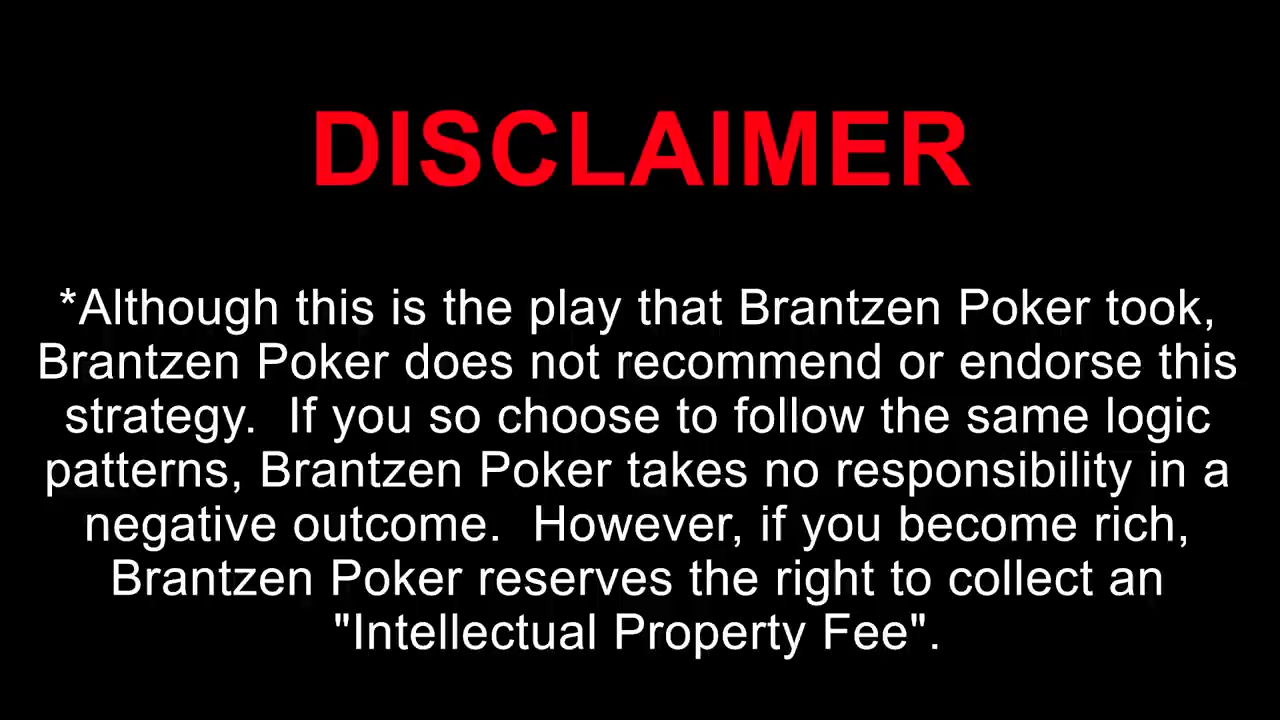 DISCLAIMER
*Although this is the play that Brantzen Poker took,
Brantzen Poker does not recommend or endorse this
strategy.  If you so choose to follow the same logic
patterns, Brantzen Poker takes no responsibility in a
negative outcome.  However, if you become rich,
Brantzen Poker reserves the right to collect an
"Intellectual Property Fee".